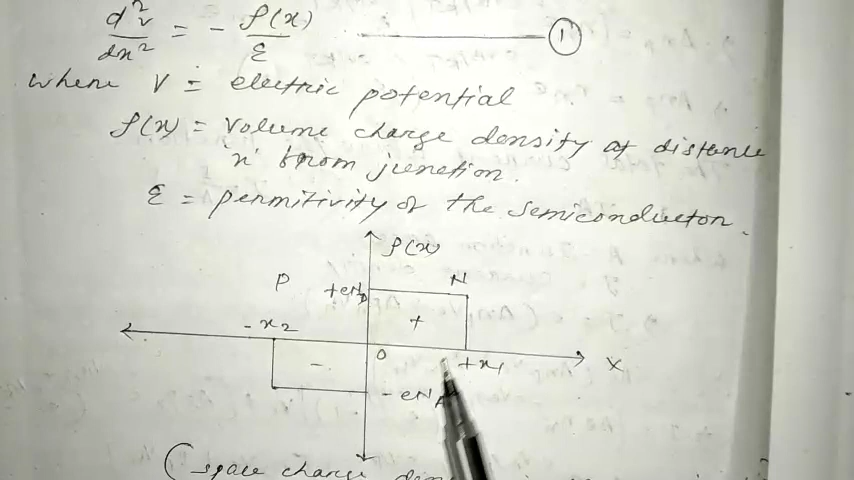 d²v/dx² = - ρ(x)/ε ——— ①
where V = electric potential
ρ(x) = volume charge density at distance
'x' from junction.
ε = permitivity of the semiconductor.
ρ(x)
P +eN_D N
+
- x₂
0 +x₁ X
-
- eN_A
(space charge